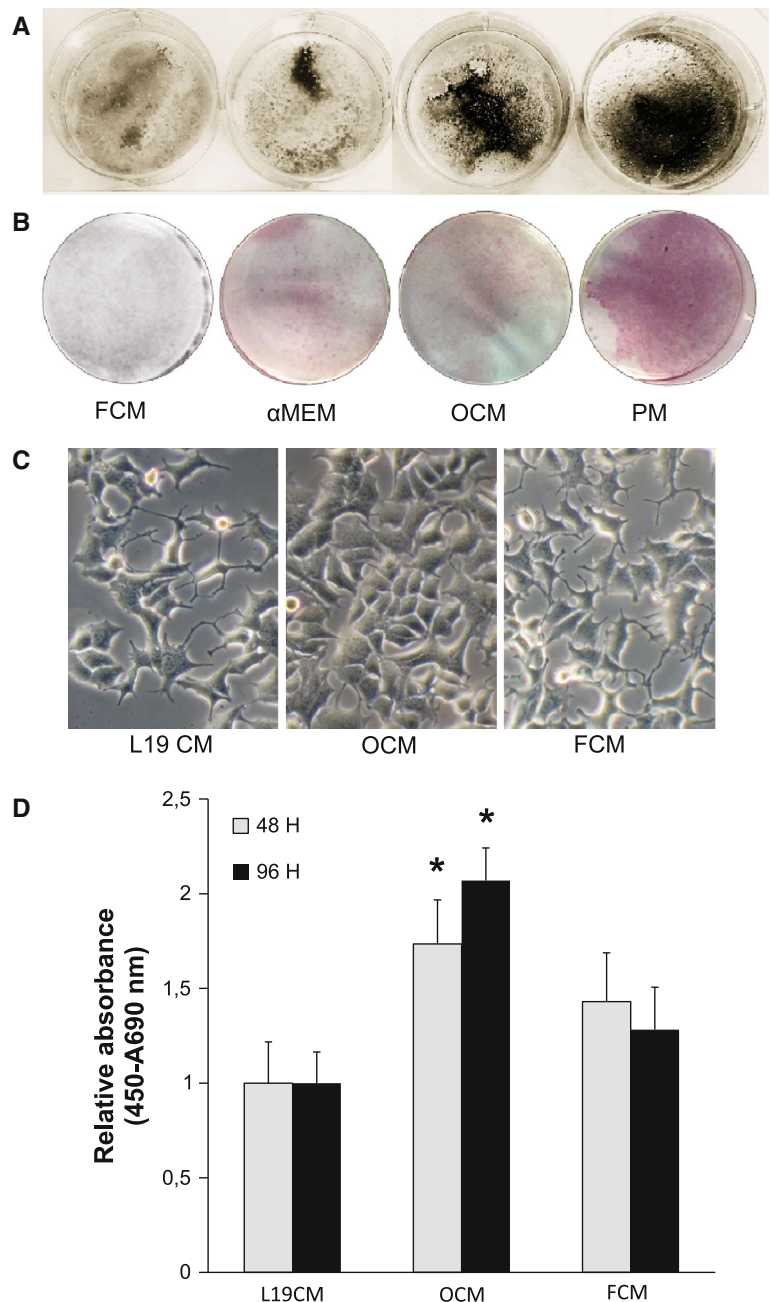 A
B
FCM
αMEM
OCM
PM
C
L19 CM
OCM
FCM
D
2,5
2
1,5
1
0,5
0
Relative absorbance
(450-A690 nm)
48 H
96 H
*
*
L19CM
OCM
FCM